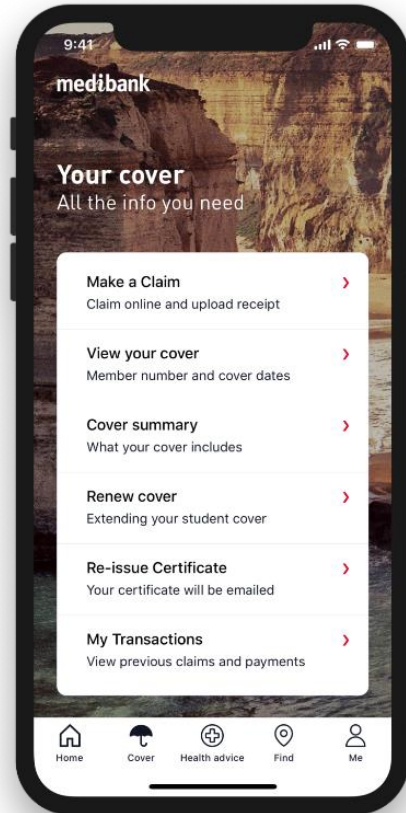 9:41
medibank
Your cover
All the info you need
Make a Claim
Claim online and upload receipt
View your cover
Member number and cover dates
Cover summary
What your cover includes
Renew cover
Extending your student cover
Re-issue Certificate
Your certificate will be emailed
My Transactions
View previous claims and payments
Home Cover Health advice Find Me